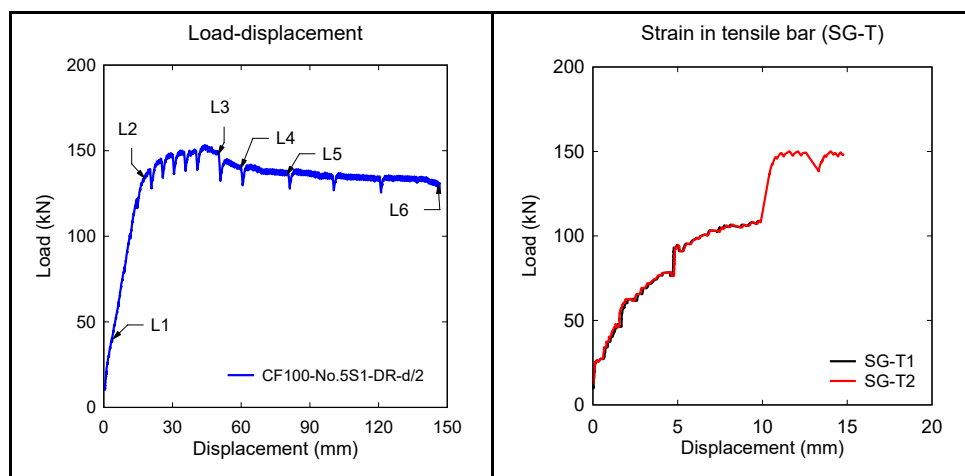 Load-displacement
200
150
100
50
0
Load (kN)
L1
L2
L3
L4
L5
L6
CF100-No.5S1-DR-d/2
0 30 60 90 120 150
Displacement (mm)
Strain in tensile bar (SG-T)
200
150
100
50
0
Load (kN)
SG-T1
SG-T2
0 5 10 15 20
Displacement (mm)